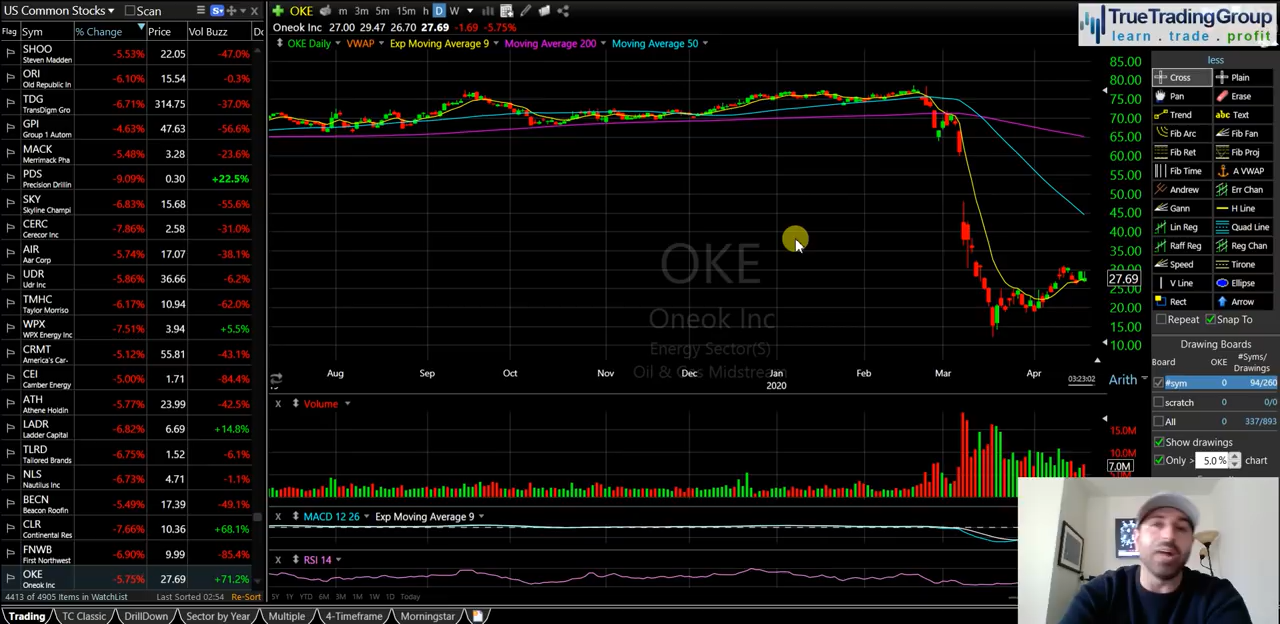 US Common Stocks
Scan
S
OKE m 3m 5m 15m h D W
Oneok Inc 27.00 29.47 26.70 27.69 -1.69 -5.75%
OKE Daily VWAP Exp Moving Average 9 Moving Average 200 Moving Average 50
TrueTradingGroup
learn . trade . profit
Flag Sym % Change Price Vol Buzz
SHOO -5.53% 22.05 -47.0%
Steven Madden
ORI -6.10% 15.54 -0.3%
Old Republic In
TDG -6.71% 314.75 -37.0%
TransDigm Gro
GPI -4.63% 47.63 -56.6%
Group 1 Autom
MACK -5.48% 3.28 -23.6%
Merrimack Pha
PDS -9.09% 0.30 +22.5%
Precision Drillin
SKY -6.83% 15.68 -55.6%
Skyline Champi
CERC -7.86% 2.58 -31.0%
Cerecor Inc
AIR -5.74% 17.07 -38.1%
Aar Corp
UDR -5.86% 36.66 -6.2%
Udr Inc
TMHC -6.17% 10.94 -62.0%
Taylor Morriso
WPX -7.51% 3.94 +5.5%
WPX Energy Inc
CRMT -5.12% 55.81 -43.1%
America's Car-
CEI -5.00% 1.71 -84.4%
Camber Energy
ATH -5.77% 23.99 -42.5%
Athene Holdin
LADR -6.82% 6.69 +14.8%
Ladder Capital
TLRD -6.75% 1.52 -6.1%
Tailored Brands
NLS -6.73% 4.71 -1.1%
Nautilus Inc
BECN -5.49% 17.39 -49.1%
Beacon Roofin
CLR -7.66% 10.36 +68.1%
Continental Res
FNWB -6.90% 9.99 -85.4%
First Northwest
OKE -5.75% 27.69 +71.2%
Oneok Inc
4413 of 4905 Items in WatchList Last Sorted 02:54 Re-Sort
Trading TC Classic DrillDown Sector by Year Multiple 4-Timeframe Morningstar
85.00
80.00
75.00
70.00
65.00
60.00
55.00
50.00
45.00
40.00
35.00
27.69
20.00
15.00
10.00
OKE
Oneok Inc
Energy Sector(S)
Oil & Gas Midstream
Aug Sep Oct Nov Dec Jan Feb Mar Apr
2020
03:23:02
Arith
X Volume
15.0M
10.0M
7.0M
X MACD 12 26 Exp Moving Average 9
X RSI 14
5Y 1Y YTD 6M 3M 1M 1W 1D Today
less
Cross Plain
Pan Erase
Trend abc Text
Fib Arc Fib Fan
Fib Ret Fib Proj
Fib Time A VWAP
Andrew Err Chan
Gann H Line
Lin Reg Quad Line
Raff Reg Reg Chan
Speed Tirone
V Line Ellipse
Rect Arrow
Repeat Snap To
Drawing Boards
Board OKE #Syms/
Drawings
#sym 0 94/260
scratch 0 0/0
All 0 337/893
Show drawings
Only > 5.0 % chart